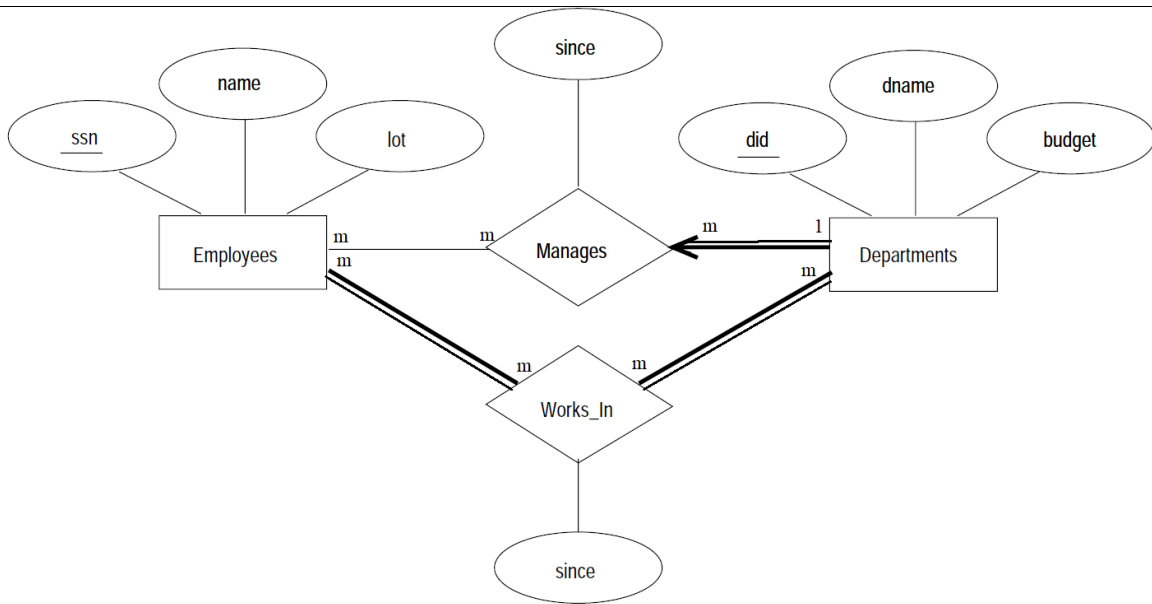 since
name
dname
ssn
lot
did
budget
m
1
Employees
m
m
Manages
Departments
m
m
m
m
Works_In
since